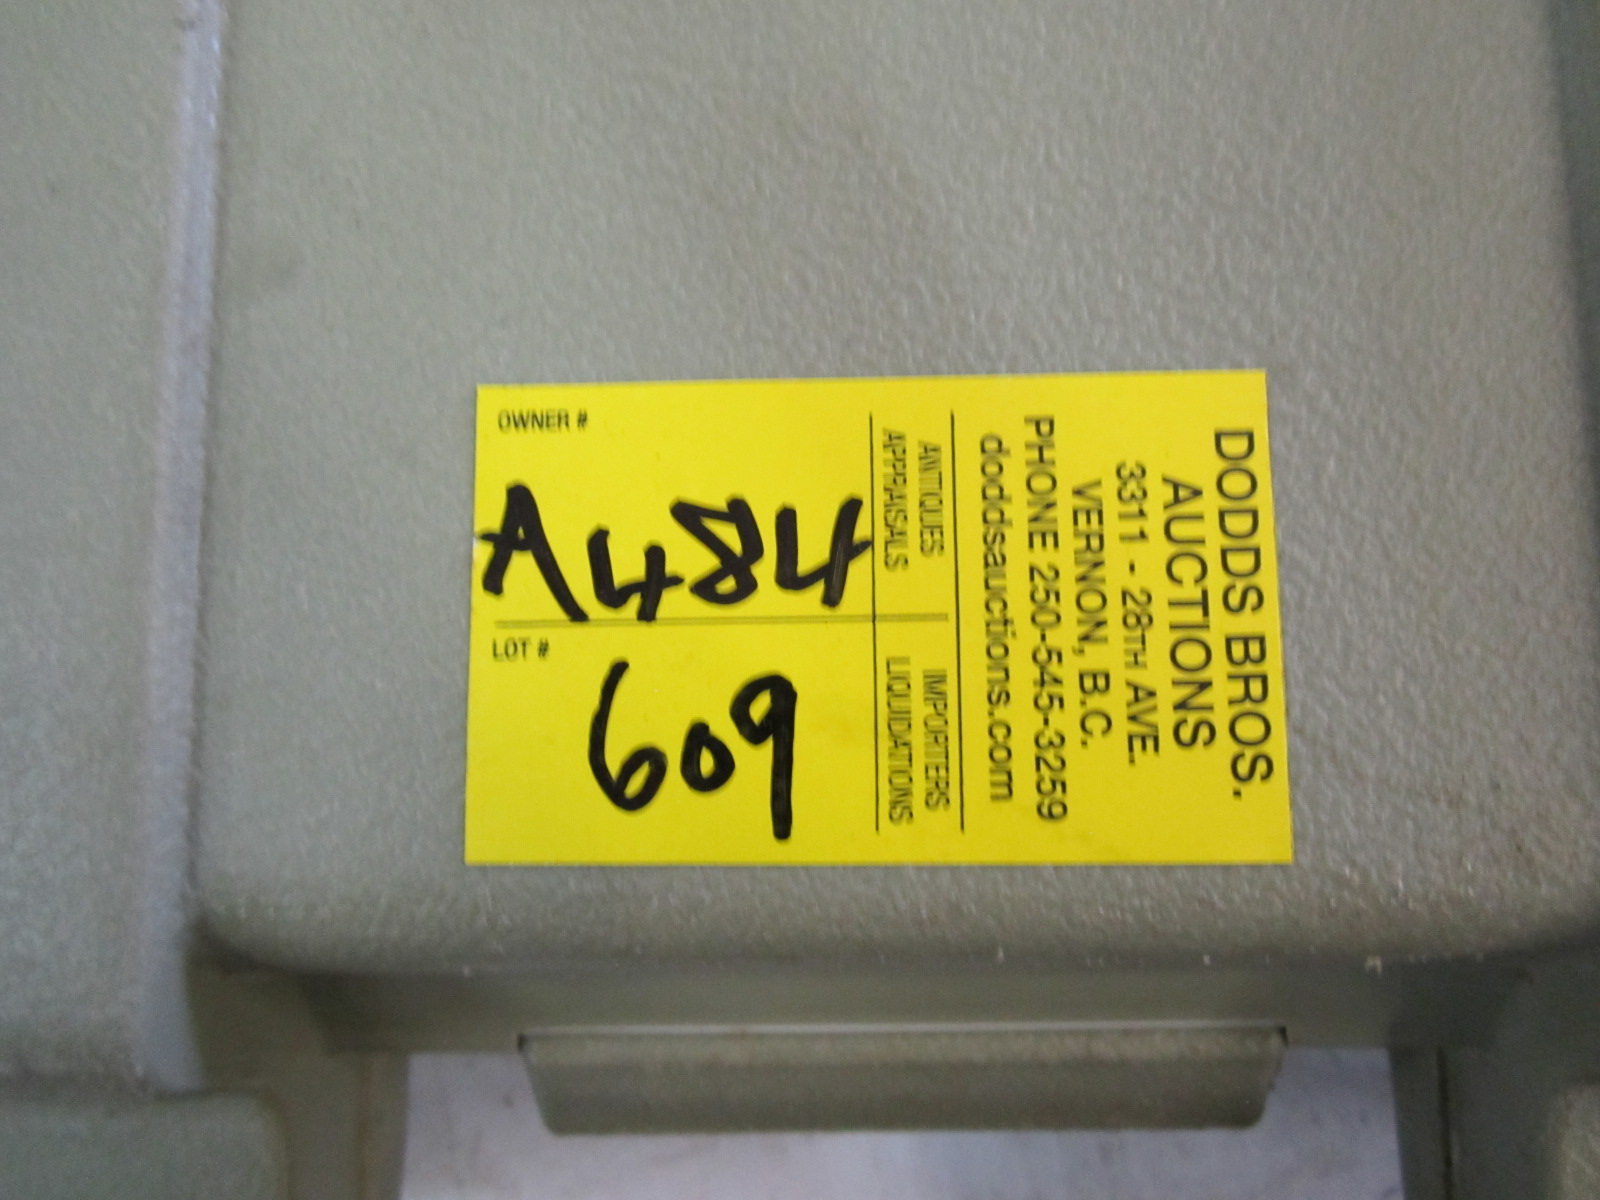 DODDS BROS.
AUCTIONS
3311 - 28TH AVE.
VERNON, B.C.
PHONE 250-545-3259
doddsauctions.com
ANTIQUES IMPORTERS
APPRAISALS LIQUIDATIONS
OWNER #
A484
LOT #
609